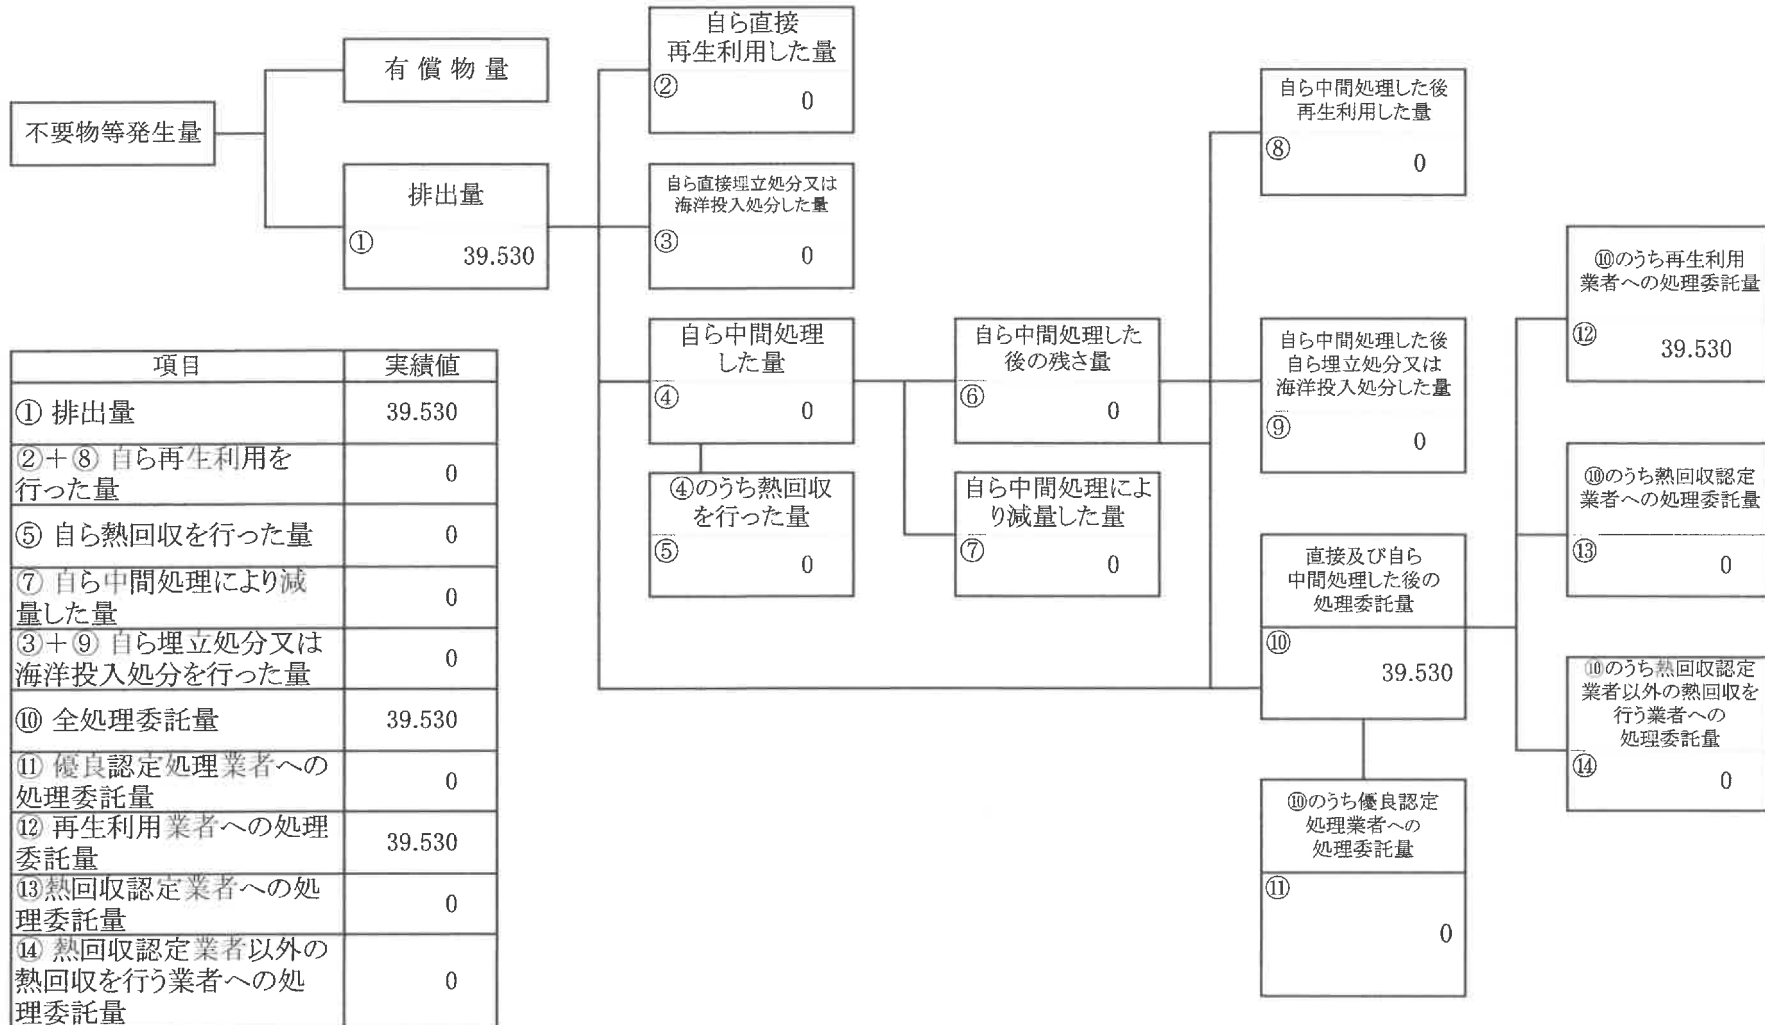 不要物等発生量
有 償 物 量
排出量
①
39.530
自ら直接
再生利用した量
②
0
自ら直接埋立処分又は
海洋投入処分した量
③
0
自ら中間処理
した量
④
0
④のうち熱回収
を行った量
⑤
0
自ら中間処理した
後の残さ量
⑥
0
自ら中間処理によ
り減量した量
⑦
0
自ら中間処理した後
再生利用した量
⑧
0
自ら中間処理した後
自ら埋立処分又は
海洋投入処分した量
⑨
0
直接及び自ら
中間処理した後の
処理委託量
⑩
39.530
⑩のうち優良認定
処理業者への
処理委託量
⑪
0
⑩のうち再生利用
業者への処理委託量
⑫
39.530
⑩のうち熱回収認定
業者への処理委託量
⑬
0
⑩のうち熱回収認定
業者以外の熱回収を
行う業者への
処理委託量
⑭
0
項目 実績値
① 排出量 39.530
②+⑧ 自ら再生利用を
行った量 0
⑤ 自ら熱回収を行った量 0
⑦ 自ら中間処理により減
量した量 0
③+⑨ 自ら埋立処分又は
海洋投入処分を行った量 0
⑩ 全処理委託量 39.530
⑪ 優良認定処理業者への
処理委託量 0
⑫ 再生利用業者への処理
委託量 39.530
⑬熱回収認定業者への処
理委託量 0
⑭ 熱回収認定業者以外の
熱回収を行う業者への処
理委託量 0